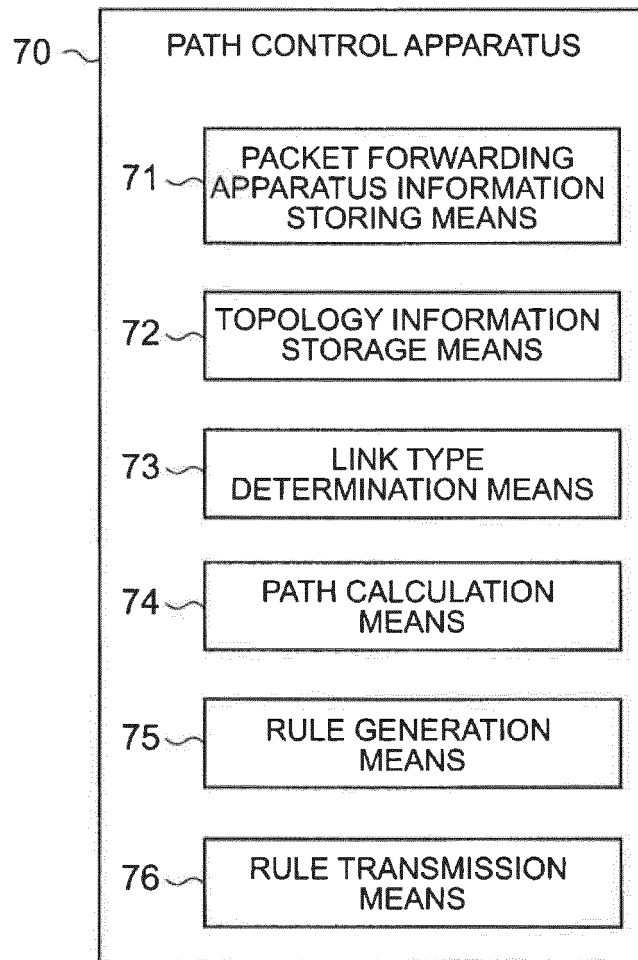 70 PATH CONTROL APPARATUS
71 PACKET FORWARDING
APPARATUS INFORMATION
STORING MEANS
72 TOPOLOGY INFORMATION
STORAGE MEANS
73 LINK TYPE
DETERMINATION MEANS
74 PATH CALCULATION
MEANS
75 RULE GENERATION
MEANS
76 RULE TRANSMISSION
MEANS